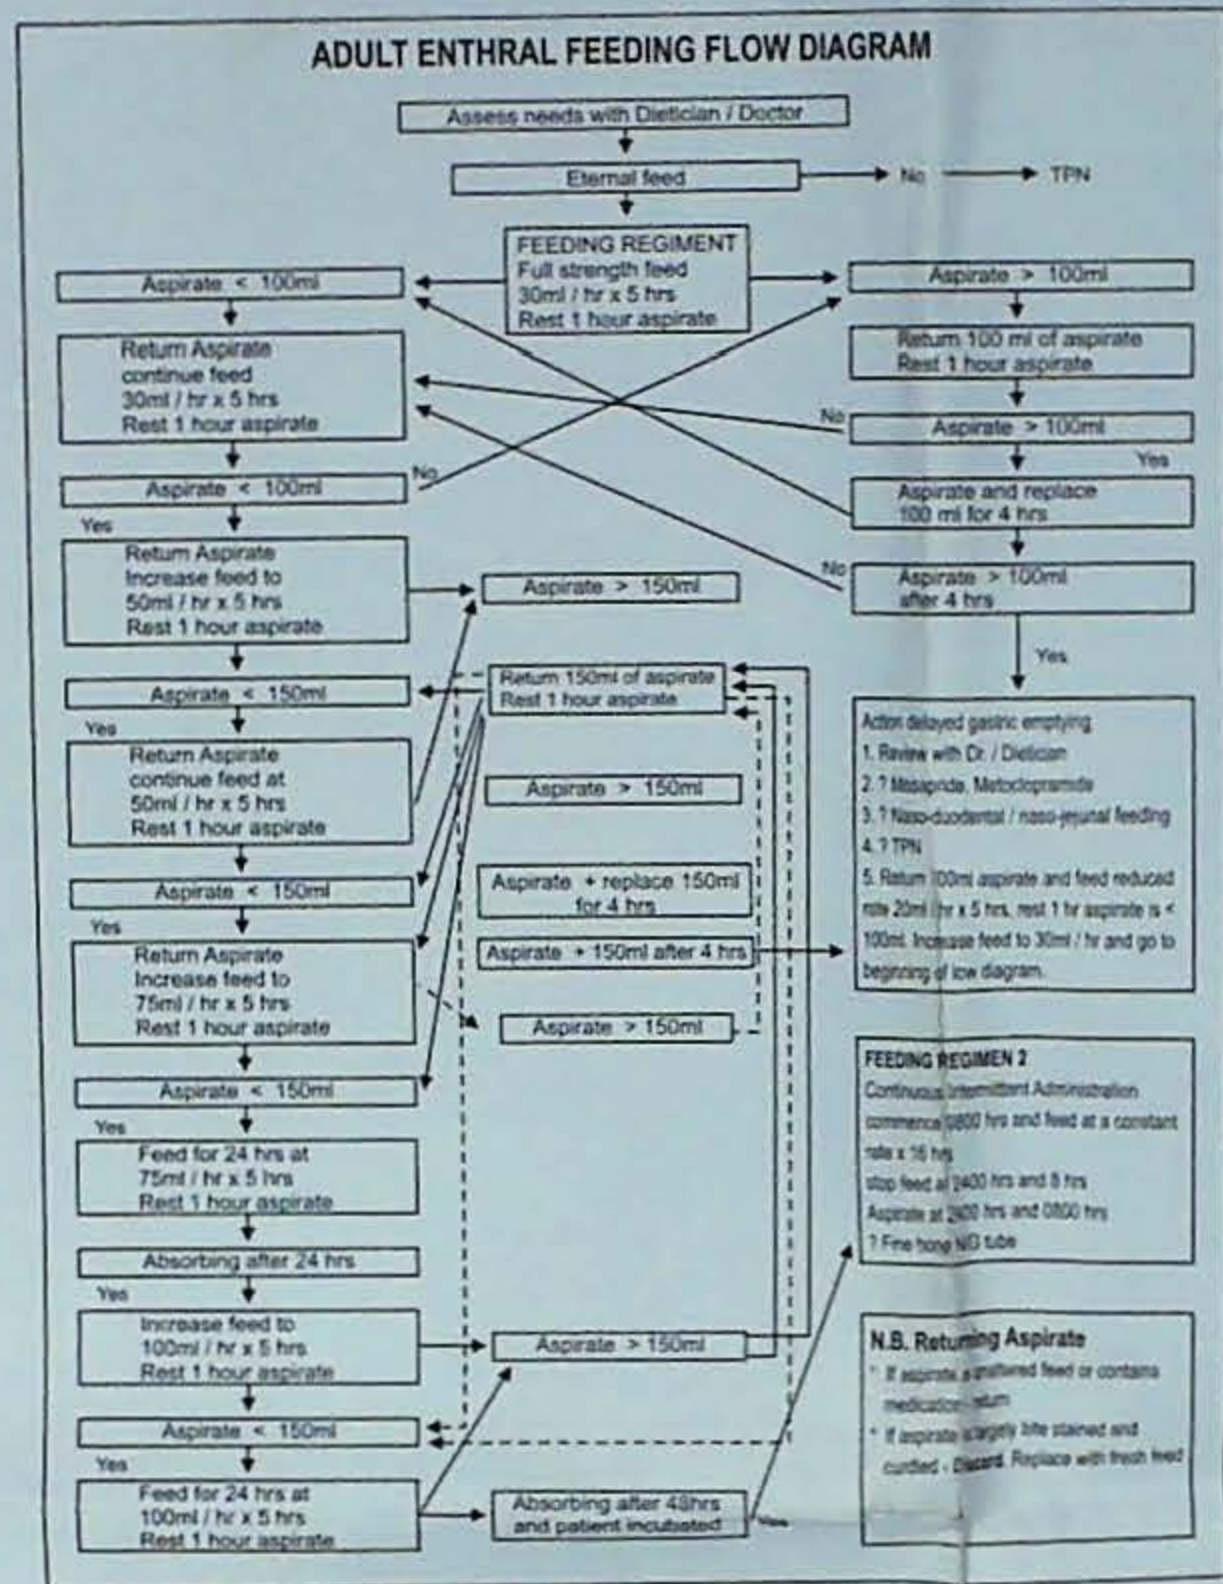 ADULT ENTHRAL FEEDING FLOW DIAGRAM
Assess needs with Dietician / Doctor
Eternal feed
No
TPN
FEEDING REGIMENT
Full strength feed
30ml / hr x 5 hrs
Rest 1 hour aspirate
Aspirate < 100ml
Return Aspirate
continue feed
30ml / hr x 5 hrs
Rest 1 hour aspirate
Aspirate < 100ml
No
Yes
Return Aspirate
Increase feed to
50ml / hr x 5 hrs
Rest 1 hour aspirate
Aspirate < 150ml
Yes
Return Aspirate
continue feed at
50ml / hr x 5 hrs
Rest 1 hour aspirate
Aspirate < 150ml
Yes
Return Aspirate
Increase feed to
75ml / hr x 5 hrs
Rest 1 hour aspirate
Aspirate < 150ml
Yes
Feed for 24 hrs at
75ml / hr x 5 hrs
Rest 1 hour aspirate
Absorbing after 24 hrs
Yes
Increase feed to
100ml / hr x 5 hrs
Rest 1 hour aspirate
Aspirate < 150ml
Yes
Feed for 24 hrs at
100ml / hr x 5 hrs
Rest 1 hour aspirate
Aspirate > 150ml
Return 150ml of aspirate
Rest 1 hour aspirate
Aspirate > 150ml
Aspirate + replace 150ml
for 4 hrs
Aspirate + 150ml after 4 hrs
Aspirate > 150ml
Aspirate > 150ml
Absorbing after 48hrs
and patient incubated
Aspirate > 100ml
Return 100 ml of aspirate
Rest 1 hour aspirate
No
Aspirate > 100ml
Yes
Aspirate and replace
100 ml for 4 hrs
No
Aspirate > 100ml
after 4 hrs
Yes
Action delayed gastric emptying
1. Review with Dr. / Dietician
2. ? Metoclopramide
3. ? Naso-duodental / naso-jejunal feeding
4. ? TPN
5. Return 100ml aspirate and feed reduced
rate 20ml / hr x 5 hrs, rest 1 hr aspirate is <
100ml. Increase feed to 30ml / hr and go to
beginning of low diagram.
FEEDING REGIMEN 2
Continuous Intermittent Administration
commence 0800 hrs and feed at a constant
rate x 16 hrs
stop feed at 2400 hrs and 8 hrs
Aspirate at 2400 hrs and 0800 hrs
? Fine bone NG tube
N.B. Returning Aspirate
* If aspirate feed or contains
medication - return
* If aspirate is largely bile stained and
curdled - Discard. Replace with fresh feed